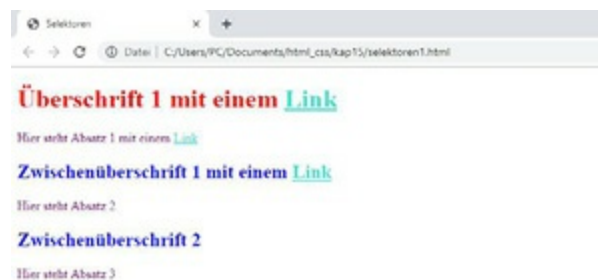 Selektoren
Datei | C:/Users/PC/Documents/html_css/kap15/selektoren1.html
Überschrift 1 mit einem Link
Hier steht Absatz 1 mit einem Link
Zwischenüberschrift 1 mit einem Link
Hier steht Absatz 2
Zwischenüberschrift 2
Hier steht Absatz 3